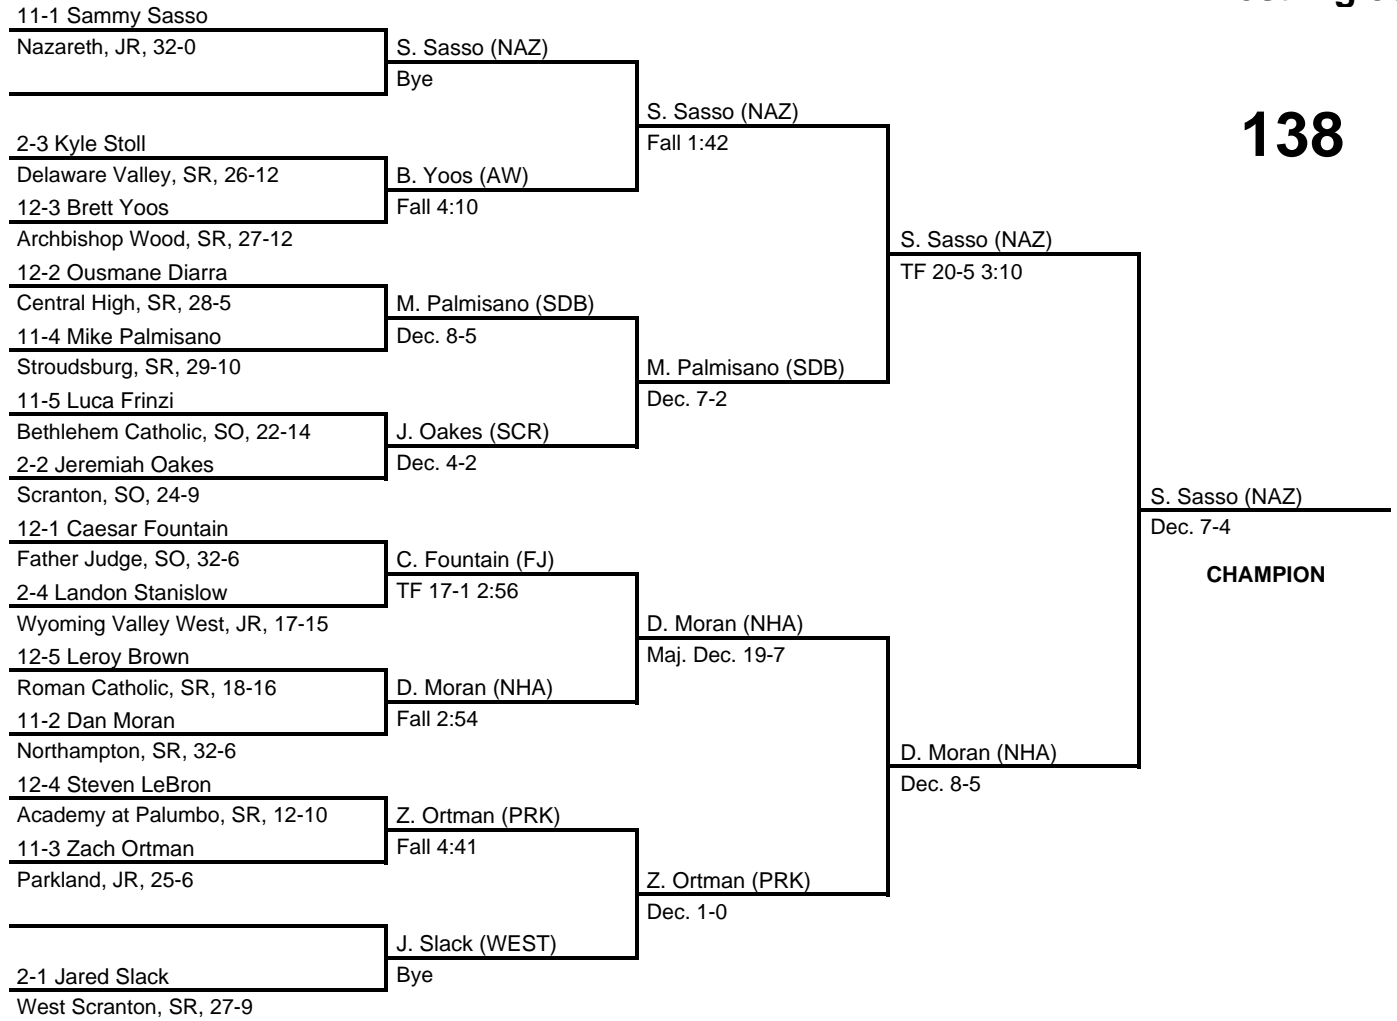 11-1 Sammy Sasso
Nazareth, JR, 32-0
2-3 Kyle Stoll
Delaware Valley, SR, 26-12
12-3 Brett Yoos
Archbishop Wood, SR, 27-12
12-2 Ousmane Diarra
Central High, SR, 28-5
11-4 Mike Palmisano
Stroudsburg, SR, 29-10
11-5 Luca Frinzi
Bethlehem Catholic, SO, 22-14
2-2 Jeremiah Oakes
Scranton, SO, 24-9
12-1 Caesar Fountain
Father Judge, SO, 32-6
2-4 Landon Stanislow
Wyoming Valley West, JR, 17-15
12-5 Leroy Brown
Roman Catholic, SR, 18-16
11-2 Dan Moran
Northampton, SR, 32-6
12-4 Steven LeBron
Academy at Palumbo, SR, 12-10
11-3 Zach Ortman
Parkland, JR, 25-6
2-1 Jared Slack
West Scranton, SR, 27-9
S. Sasso (NAZ)
Bye
B. Yoos (AW)
Fall 4:10
M. Palmisano (SDB)
Dec. 8-5
J. Oakes (SCR)
Dec. 4-2
C. Fountain (FJ)
TF 17-1 2:56
D. Moran (NHA)
Fall 2:54
Z. Ortman (PRK)
Fall 4:41
J. Slack (WEST)
Bye
S. Sasso (NAZ)
Fall 1:42
M. Palmisano (SDB)
Dec. 7-2
D. Moran (NHA)
Maj. Dec. 19-7
Z. Ortman (PRK)
Dec. 1-0
S. Sasso (NAZ)
TF 20-5 3:10
D. Moran (NHA)
Dec. 8-5
138
S. Sasso (NAZ)
Dec. 7-4
CHAMPION